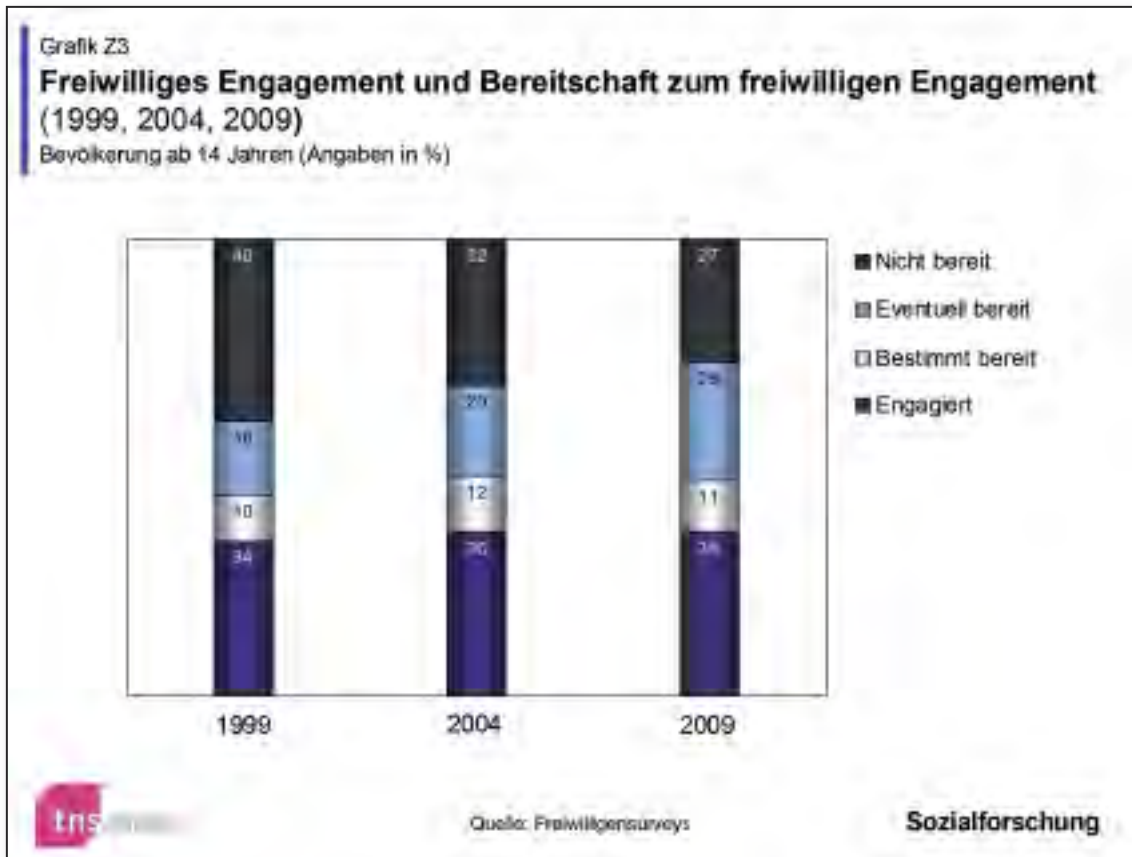 Grafik Z3
Freiwilliges Engagement und Bereitschaft zum freiwilligen Engagement
(1999, 2004, 2009)
Bevölkerung ab 14 Jahren (Angaben in %)
40
32
27
Nicht bereit
Eventuell bereit
Bestimmt bereit
Engagiert
16
20
10
12
11
34
36
1999
2004
2009
tns
Quelle: Freiwilligensurveys
Sozialforschung